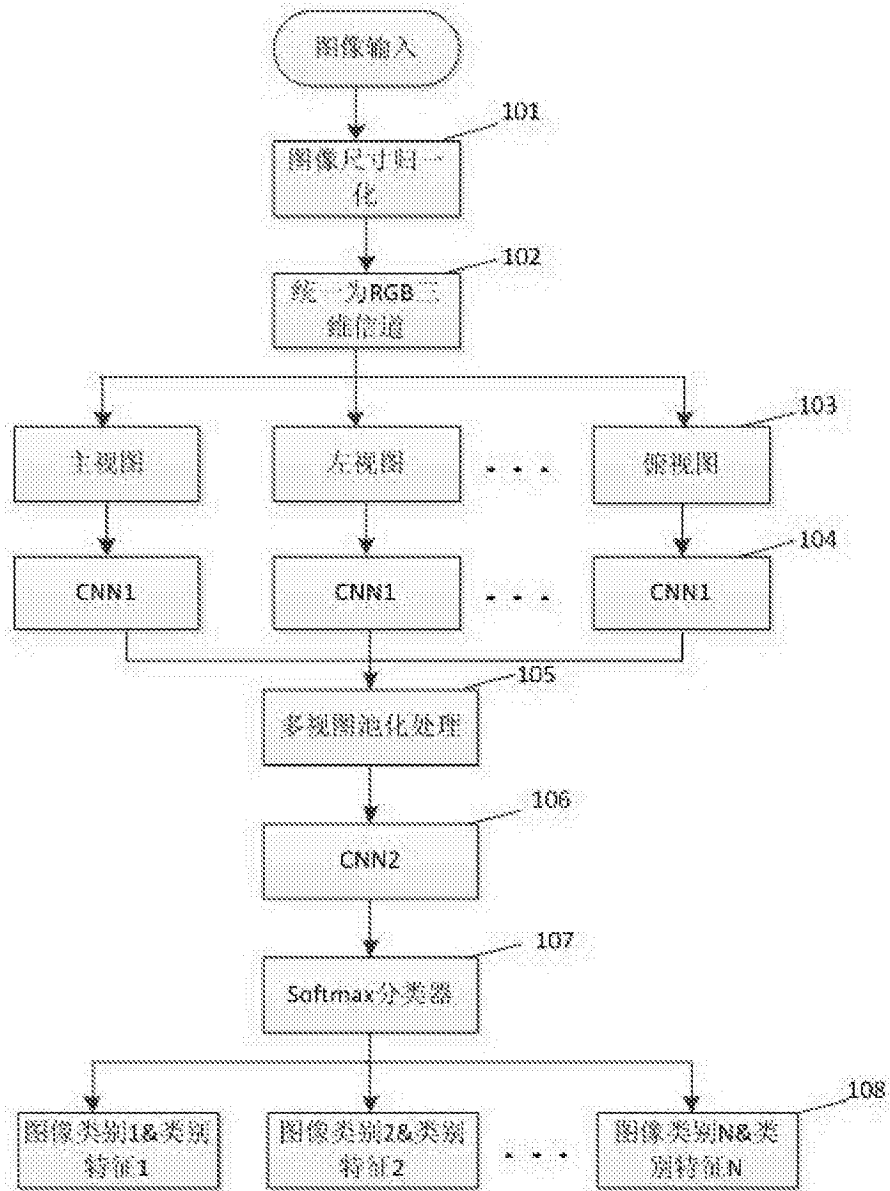 图像输入
101
图像尺寸归一
化
102
统一为RGB三
维信道
103
主视图
左视图
...
俯视图
104
CNN1
CNN1
...
CNN1
105
多视图池化处理
106
CNN2
107
Softmax分类器
108
图像类别1&类别
特征1
图像类别2&类别
特征2
...
图像类别N&类
别特征N